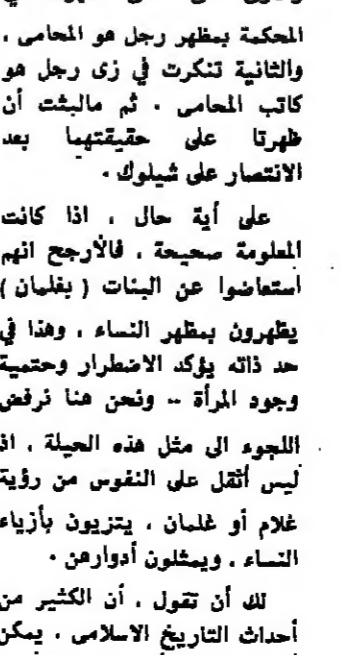 المحكمة بمظهر رجل هو المحامى ،
والثانية تنكرت في زى رجل هو
كاتب المحامى . ثم مالبثت أن
ظهرتا على حقيقتهما بعد
الانتصار على شيلوك .
على أية حال ، اذا كانت
المعلومة صحيحة ، فالأرجح انهم
استعاضوا عن البنات ( بغلمان )
يظهرون بمظهر النساء ، وهذا في
حد ذاته يؤكد الاضطرار وحتمية
وجود المرأة .. ونحن هنا نرفض
اللجوء الى مثل هذه الحيلة ، اذ
ليس أثقل على النفوس من رؤية
غلام أو غلمان ، يتزيون بأزياء
النساء ، ويمثلون أدوارهن .
لك أن تقول ، أن الكثير من
أحداث التاريخ الاسلامى ، يمكن